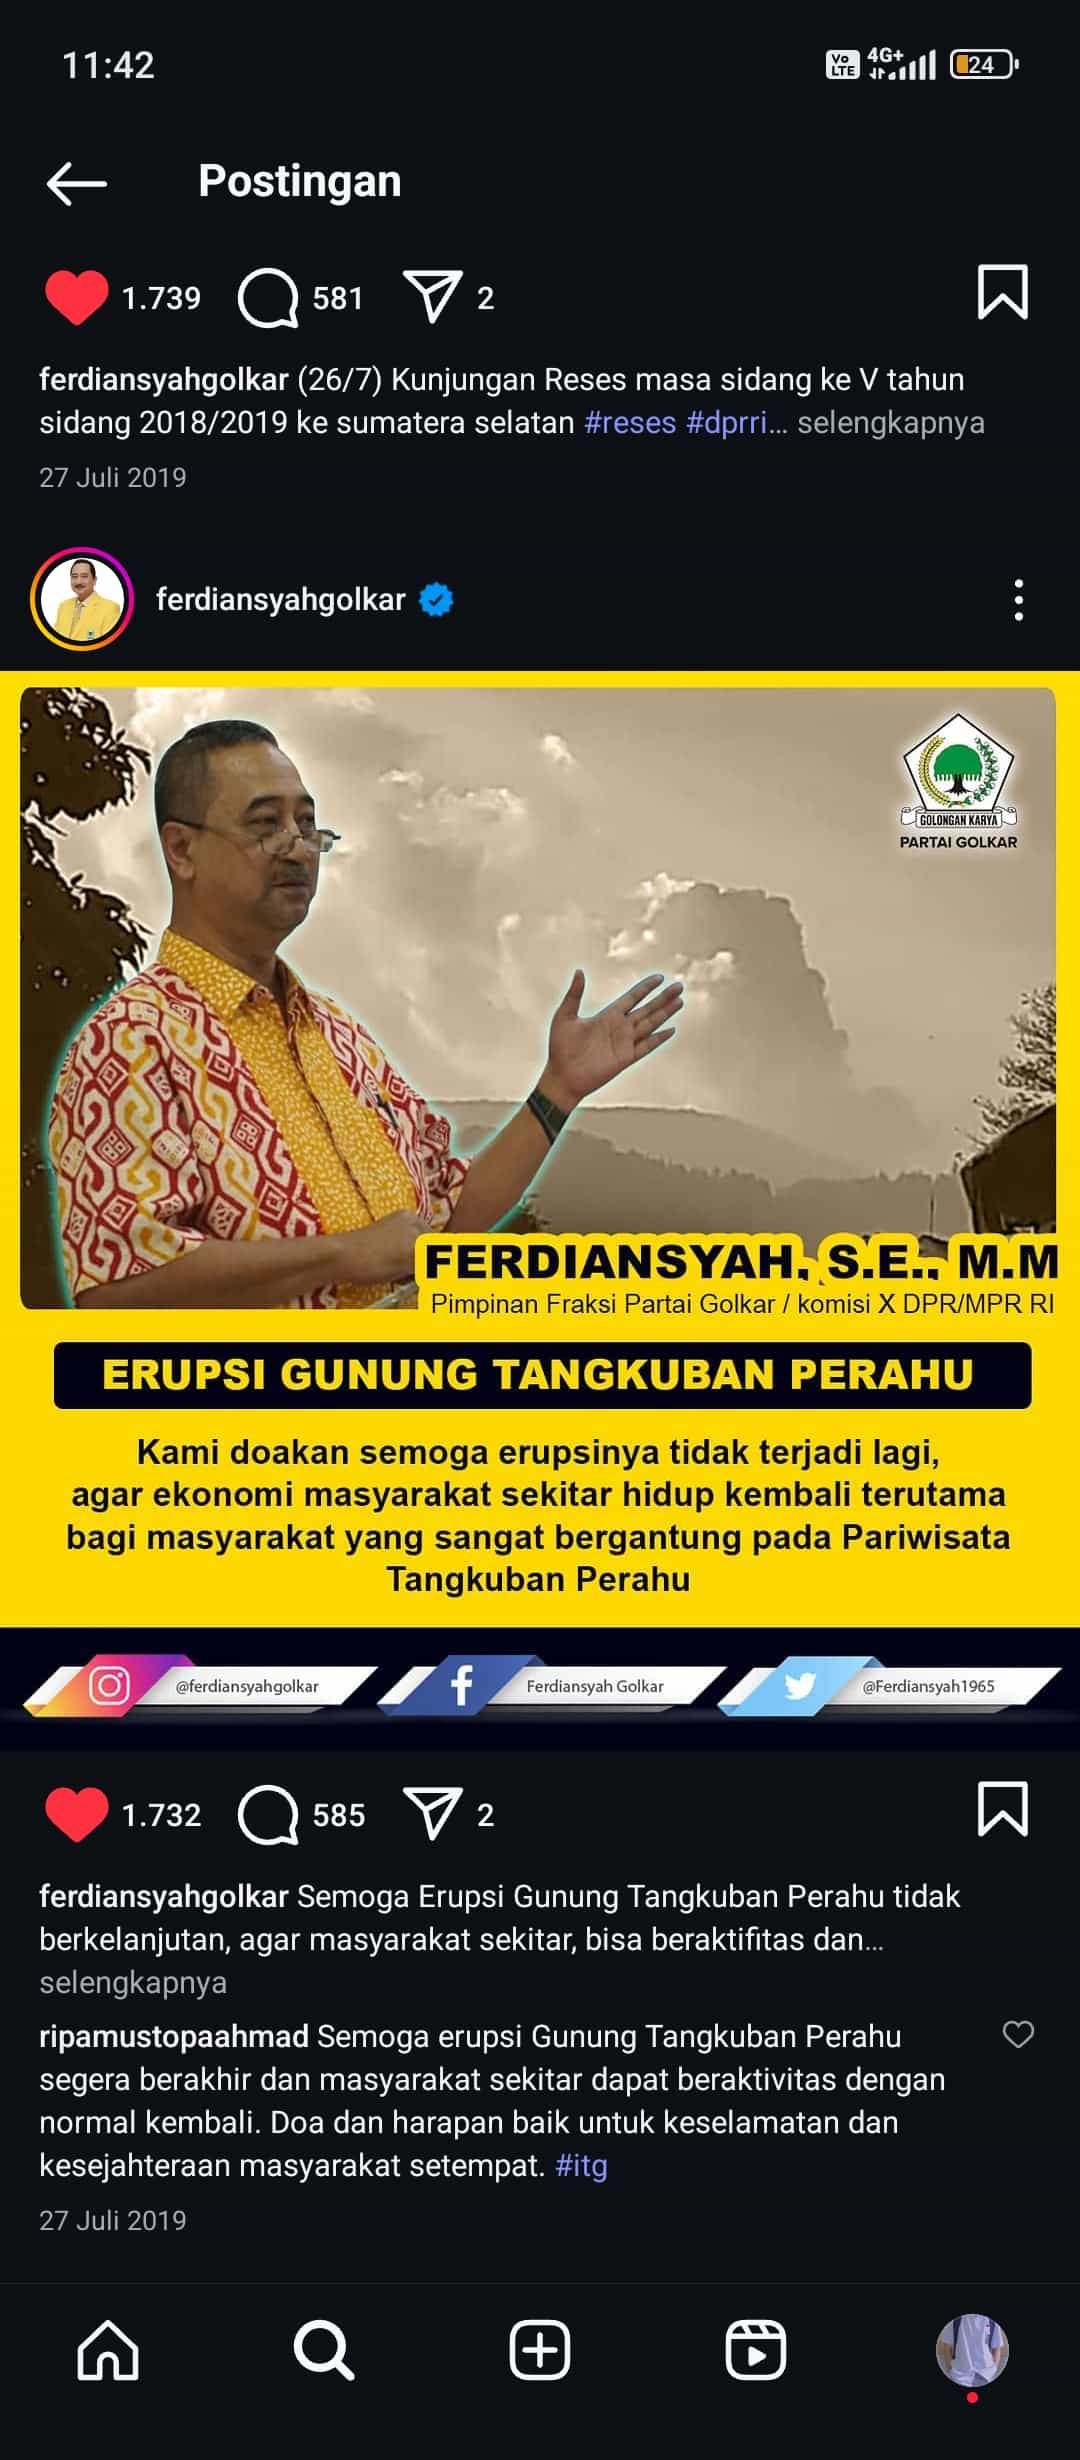 11:42
Vo LTE 4G+ 24
Postingan
1.739 581 2
ferdiansyahgolkar (26/7) Kunjungan Reses masa sidang ke V tahun
sidang 2018/2019 ke sumatera selatan #reses #dprri... selengkapnya
27 Juli 2019
ferdiansyahgolkar
GOLONGAN KARYA
PARTAI GOLKAR
FERDIANSYAH, S.E., M.M
Pimpinan Fraksi Partai Golkar / komisi X DPR/MPR RI
ERUPSI GUNUNG TANGKUBAN PERAHU
Kami doakan semoga erupsinya tidak terjadi lagi,
agar ekonomi masyarakat sekitar hidup kembali terutama
bagi masyarakat yang sangat bergantung pada Pariwisata
Tangkuban Perahu
@ferdiansyahgolkar Ferdiansyah Golkar @Ferdiansyah1965
1.732 585 2
ferdiansyahgolkar Semoga Erupsi Gunung Tangkuban Perahu tidak
berkelanjutan, agar masyarakat sekitar, bisa beraktifitas dan...
selengkapnya
ripamustopaahmad Semoga erupsi Gunung Tangkuban Perahu
segera berakhir dan masyarakat sekitar dapat beraktivitas dengan
normal kembali. Doa dan harapan baik untuk keselamatan dan
kesejahteraan masyarakat setempat. #itg
27 Juli 2019